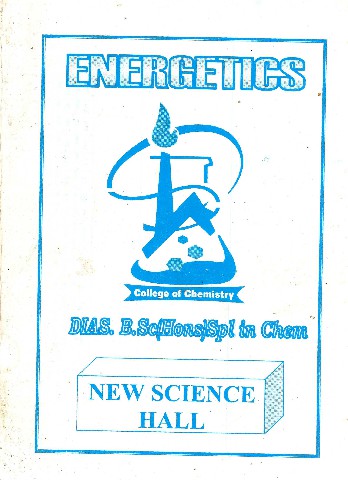 ENERGETICS
College of Chemistry
DIAS. B.Sc(Hons)Spl in Chem
NEW SCIENCE
HALL